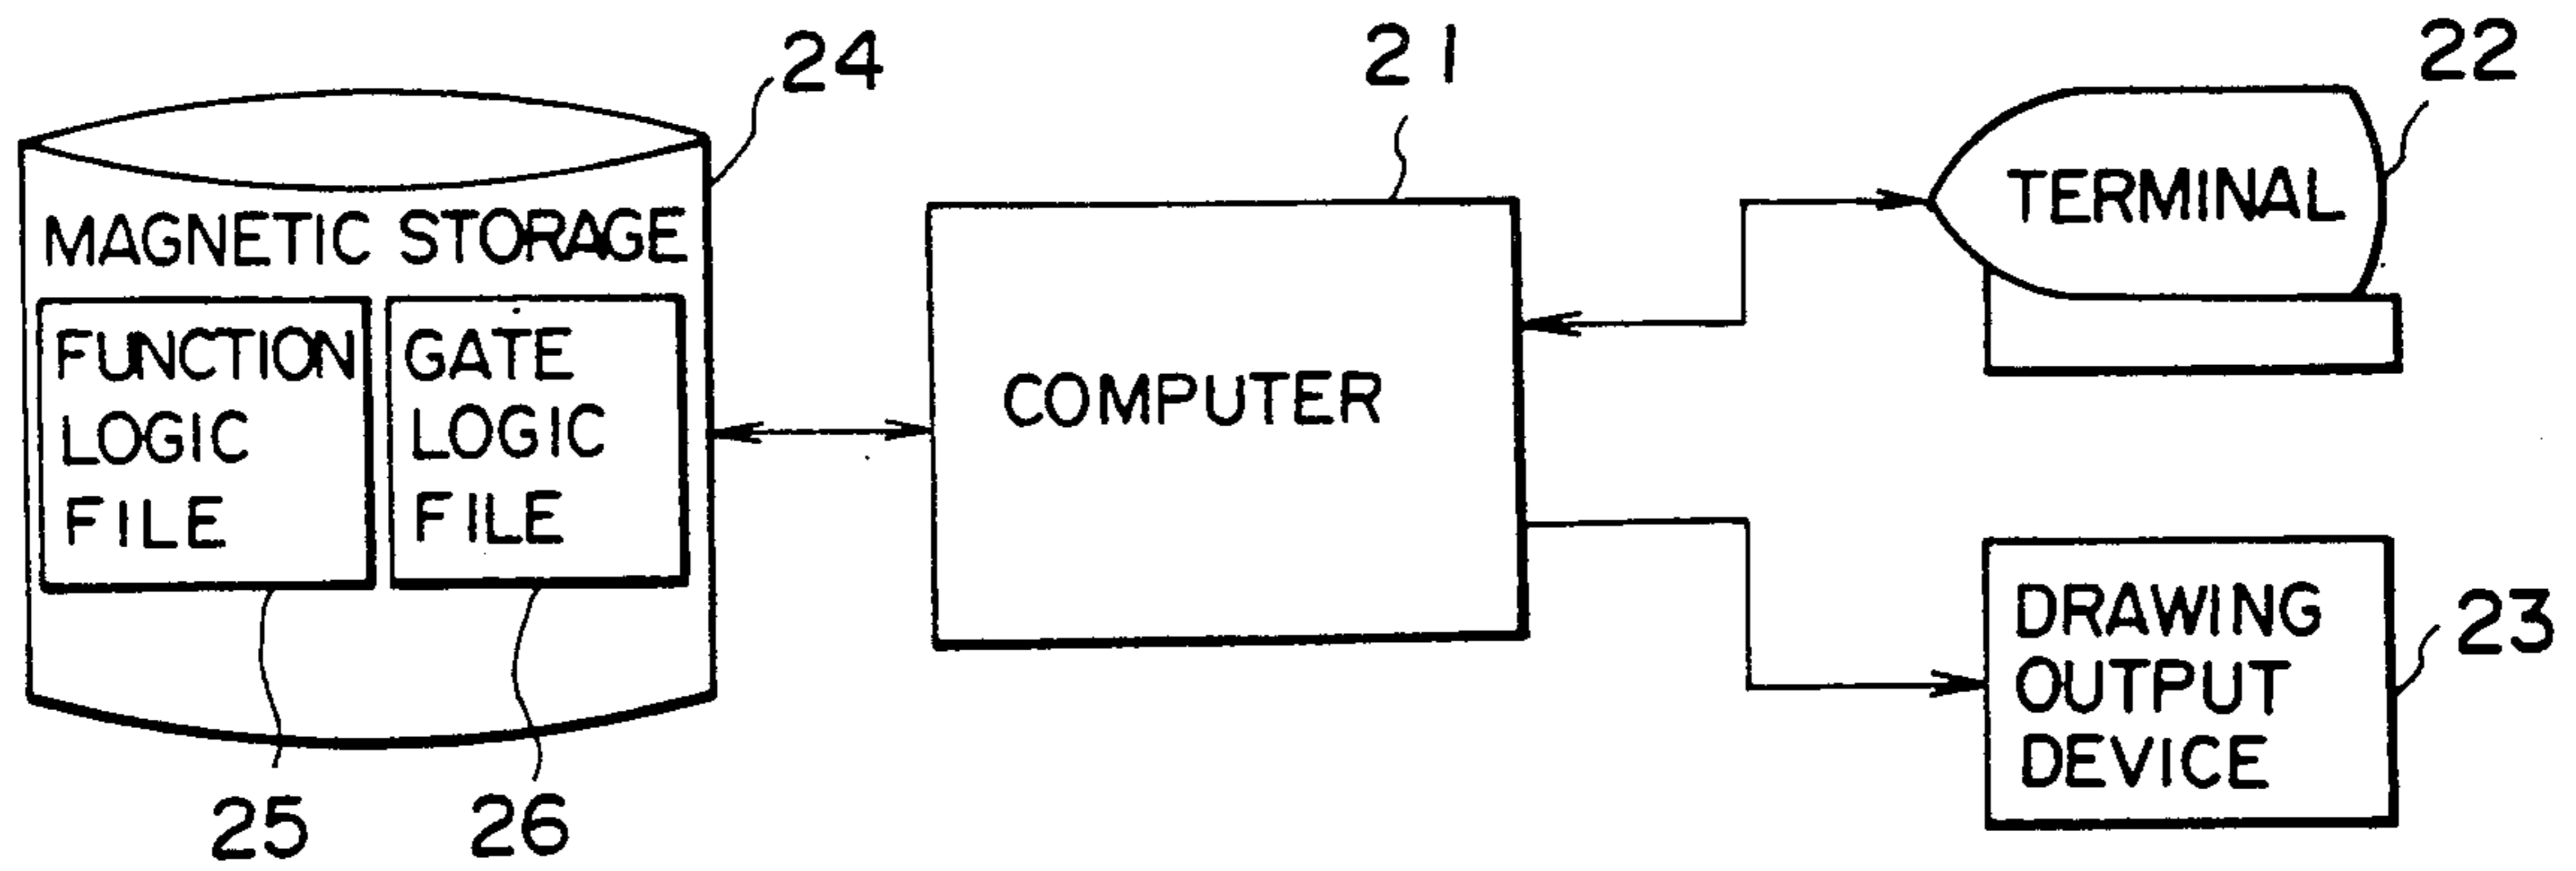 24
21
22
MAGNETIC STORAGE
FUNCTION
LOGIC
FILE
GATE
LOGIC
FILE
COMPUTER
TERMINAL
DRAWING
OUTPUT
DEVICE
23
25
26